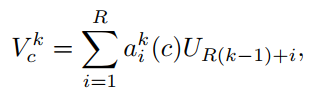 $V_c^k = \sum_{i=1}^{R} a_i^k(c) U_{R(k-1)+i},$